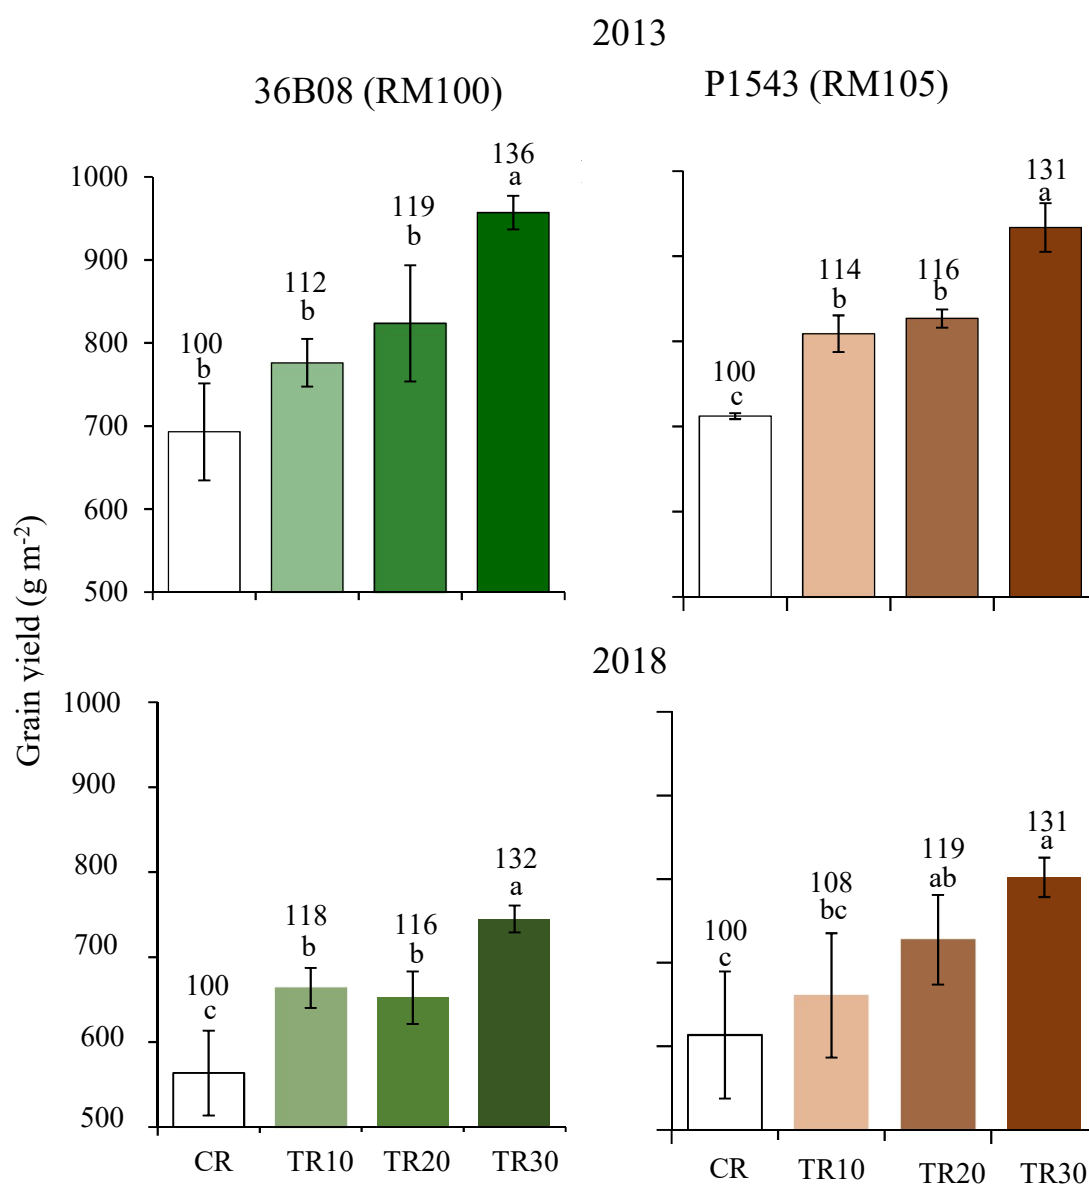 2013
36B08 (RM100)
P1543 (RM105)
Grain yield (g m-2)
1000
900
800
700
600
500
100
b
112
b
119
b
136
a
100
c
114
b
116
b
131
a
2018
1000
900
800
700
600
500
100
c
118
b
116
b
132
a
CR
TR10
TR20
TR30
100
c
108
bc
119
ab
131
a
CR
TR10
TR20
TR30